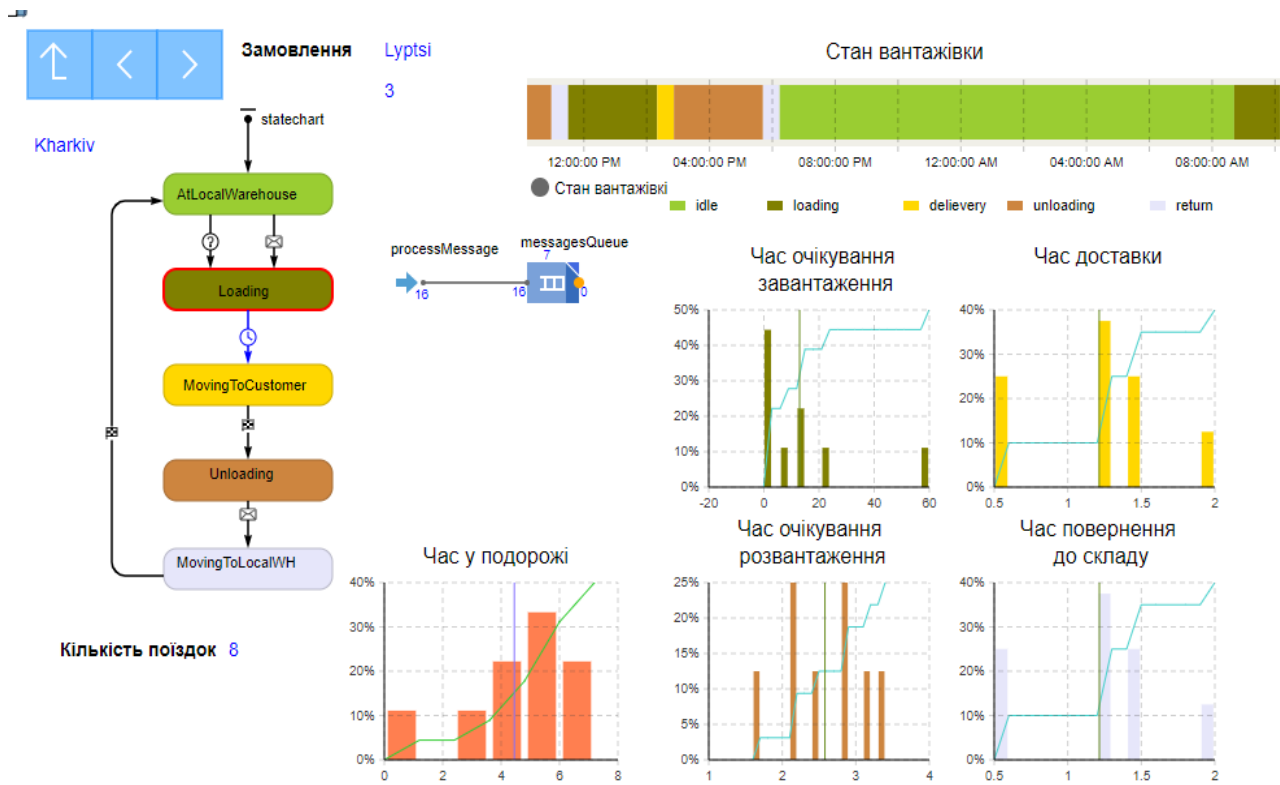 Замовлення
Lyptsi
3
Kharkiv
statechart
AtLocalWarehouse
?
Loading
MovingToCustomer
Unloading
MovingToLocalWH
Кількість поїздок 8
Стан вантажівки
12:00:00 PM 04:00:00 PM 08:00:00 PM 12:00:00 AM 04:00:00 AM 08:00:00 AM
Стан вантажівкі
idle loading delievery unloading return
processMessage
messagesQueue
7
16 16 0
Час очікування
завантаження
50%
40%
30%
20%
10%
0%
-20 0 20 40 60
Час доставки
40%
30%
20%
10%
0%
0.5 1 1.5 2
Час у подорожі
40%
30%
20%
10%
0%
0 2 4 6 8
Час очікування
розвантаження
25%
20%
15%
10%
5%
0%
1 2 3 4
Час повернення
до складу
40%
30%
20%
10%
0%
0.5 1 1.5 2